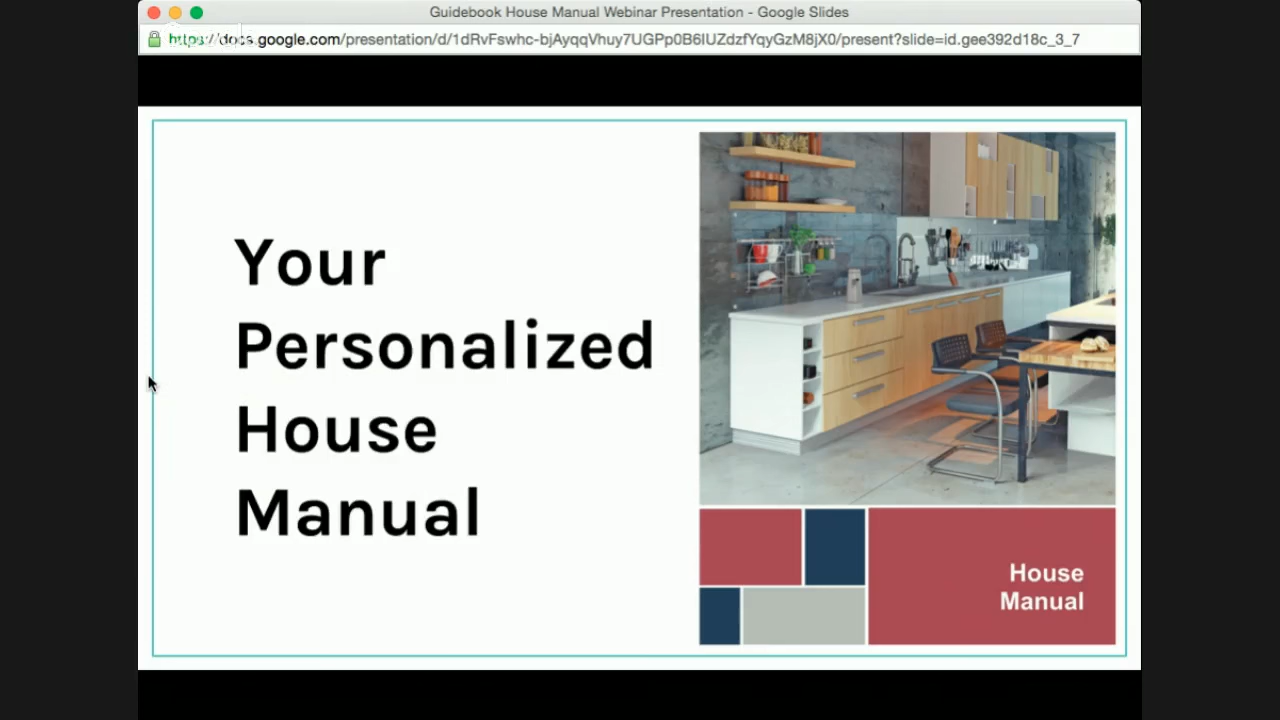 Guidebook House Manual Webinar Presentation - Google Slides
https://docs.google.com/presentation/d/1dRvFswhc-bjAyqqVhuy7UGPp0B6IUZdzfYqyGzM8jX0/present?slide=id.gee392d18c_3_7
Your
Personalized
House
Manual
House
Manual